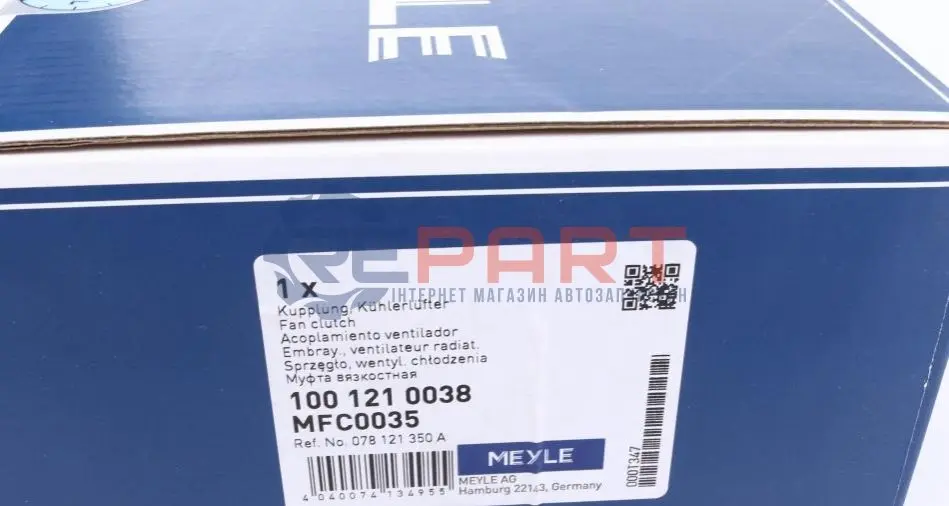 LE
REPART
ІНТЕРНЕТ МАГАЗИН АВТОЗАП
1 x
Kupplung, Kühlerlüfter
Fan clutch
Acoplamiento ventilador
Embray., ventilateur radiat.
Sprzęgło, wentyl. chłodzenia
Муфта вязкостная
100 121 0038
MFC0035
Ref. No. 078 121 350 A
4 040074 134955
MEYLE
MEYLE AG
Hamburg 22143, Germany
0001347